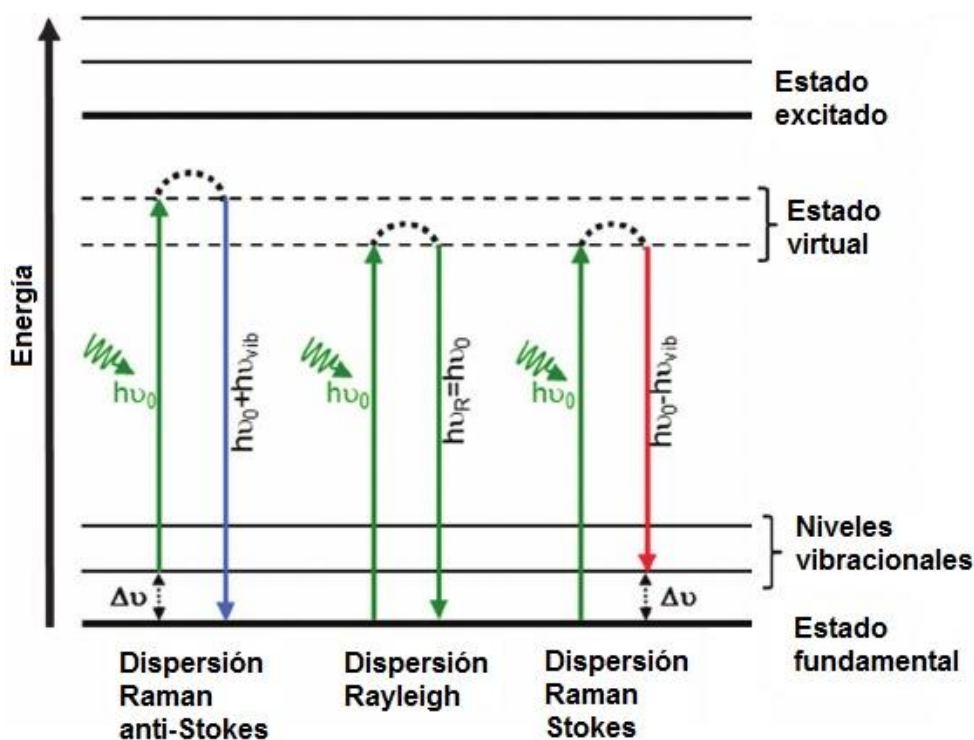 Energía
Estado
excitado
Estado
virtual
hυ₀
hυ₀+hυvib
hυ₀
hυR=hυ₀
hυ₀
hυ₀-hυvib
Niveles
vibracionales
Δυ
Δυ
Estado
fundamental
Dispersión
Raman
anti-Stokes
Dispersión
Rayleigh
Dispersión
Raman
Stokes